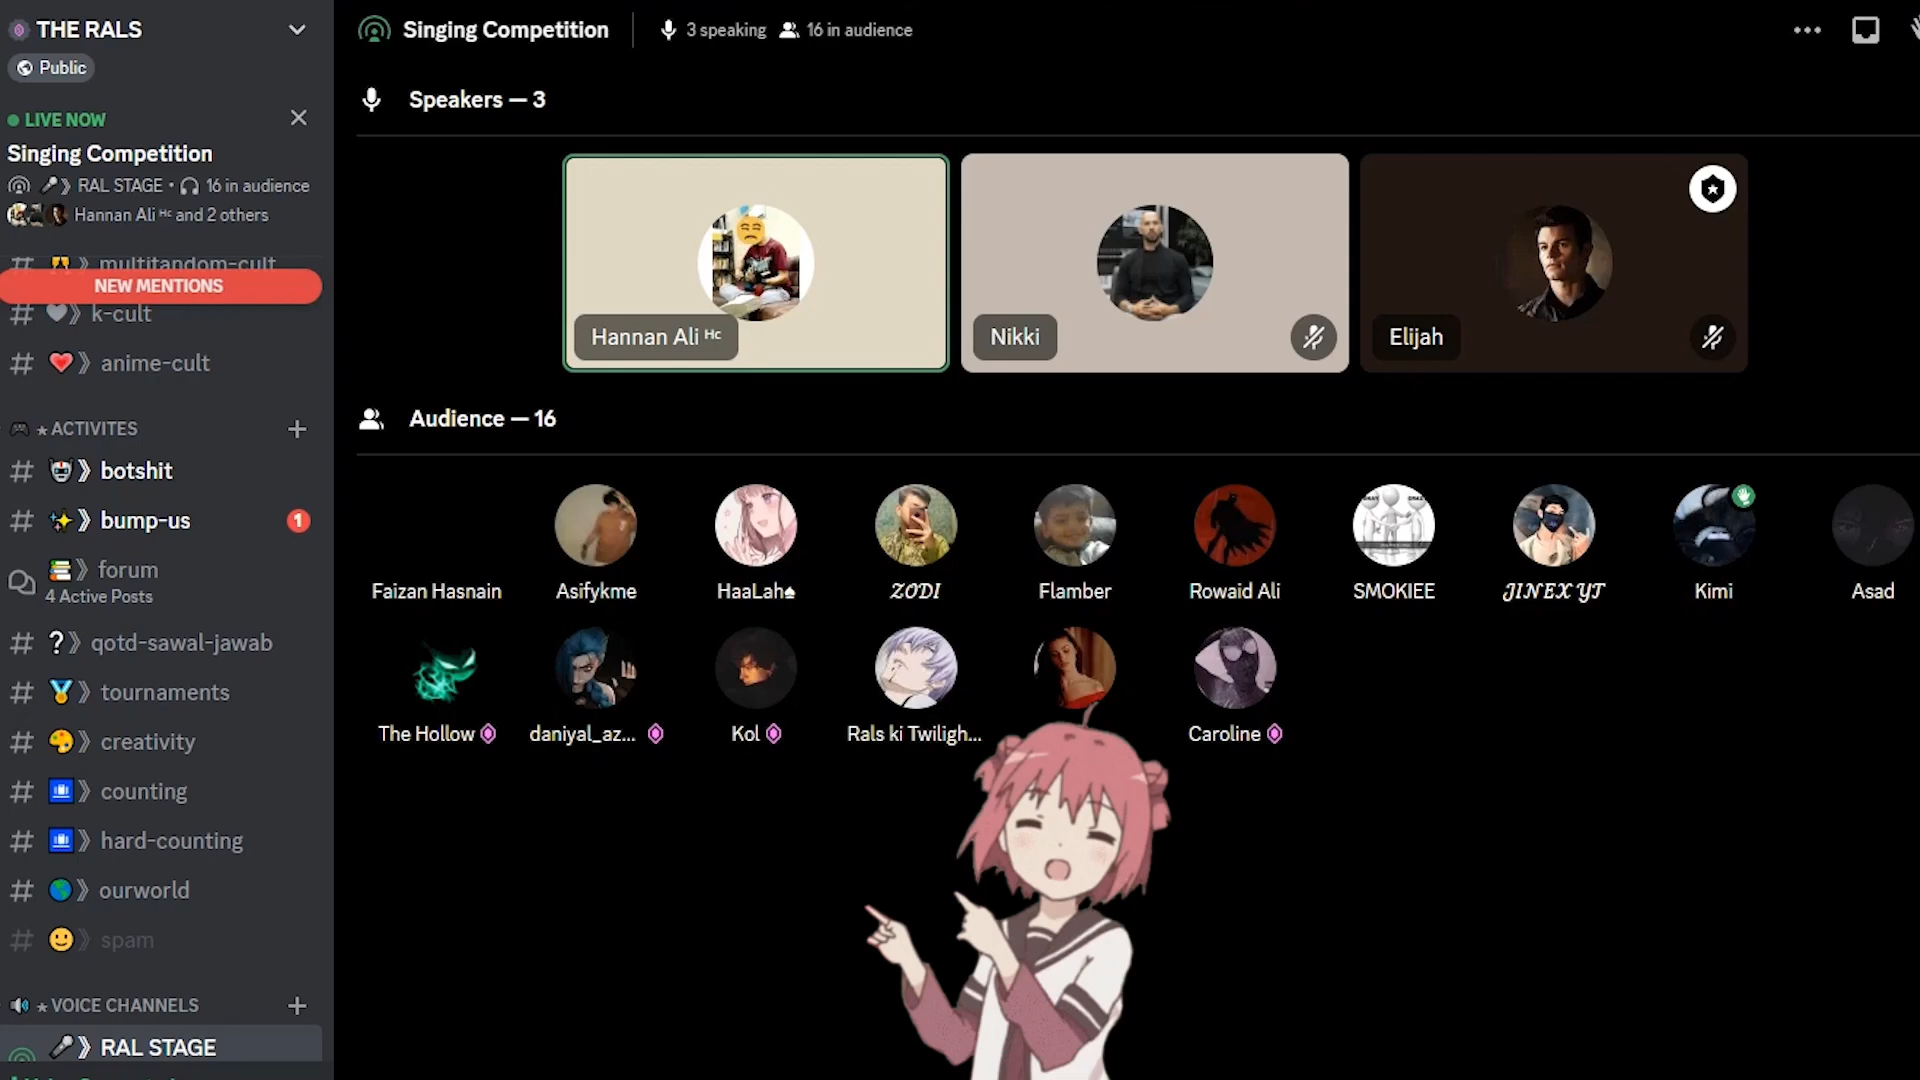 THE RALS
Public
LIVE NOW
Singing Competition
RAL STAGE • 16 in audience
Hannan Ali ᴴᶜ and 2 others
multitandom-cult
NEW MENTIONS
k-cult
anime-cult
★ ACTIVITES
botshit
bump-us 1
forum
4 Active Posts
qotd-sawal-jawab
tournaments
creativity
counting
hard-counting
ourworld
spam
★ VOICE CHANNELS
RAL STAGE
Singing Competition 3 speaking 16 in audience
Speakers — 3
Hannan Ali ᴴᶜ Nikki Elijah
Audience — 16
Faizan Hasnain Asifykme HaaLah♠ ZODI Flamber Rowaid Ali SMOKIEE JINEX YT Kimi Asad
The Hollow daniyal_az... Kol Rals ki Twiligh... Caroline